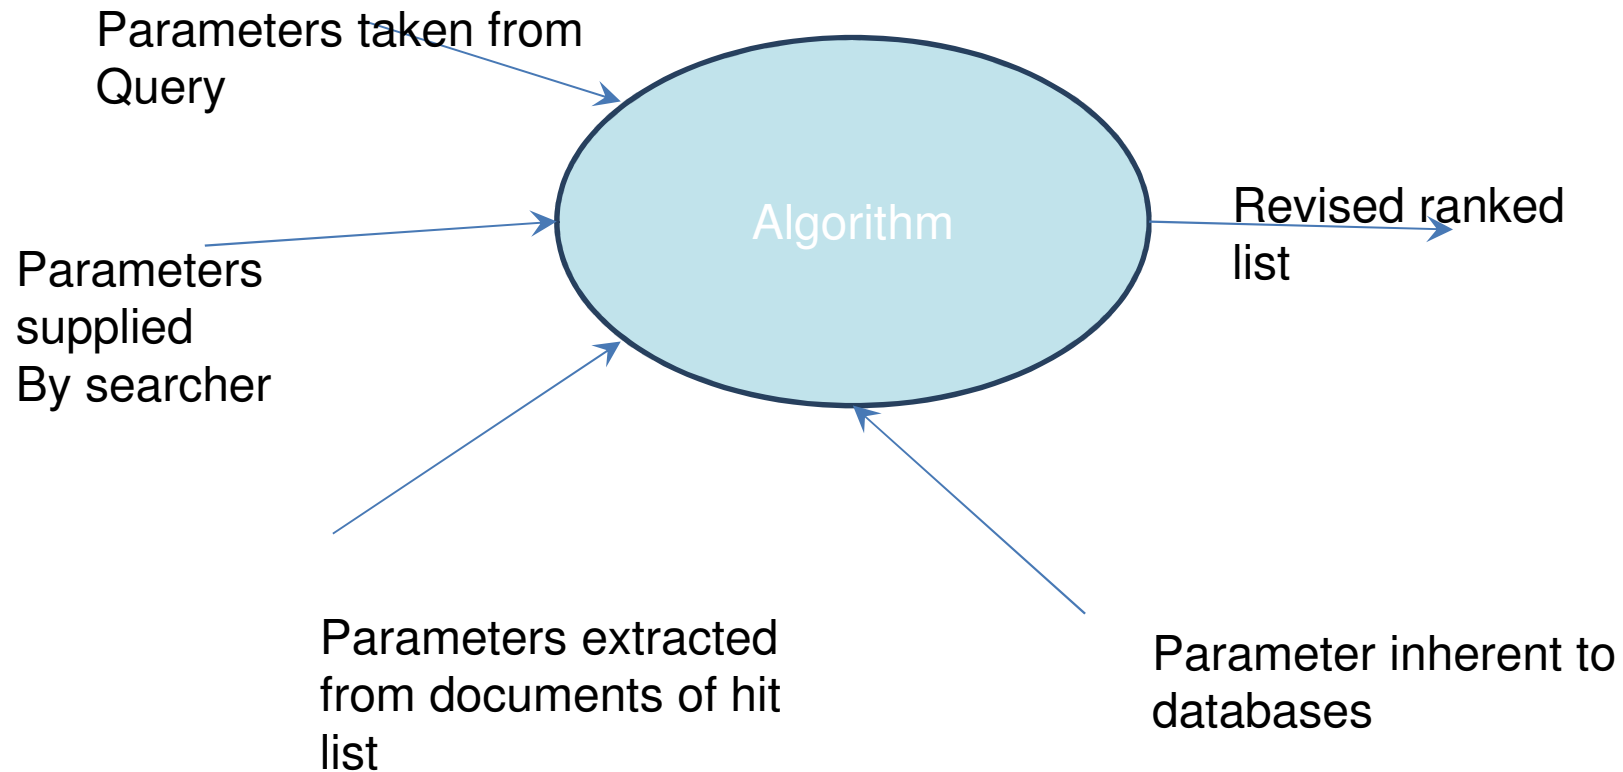 Parameters taken from
Query
Algorithm
Revised ranked
list
Parameters
supplied
By searcher
Parameters extracted
from documents of hit
list
Parameter inherent to
databases